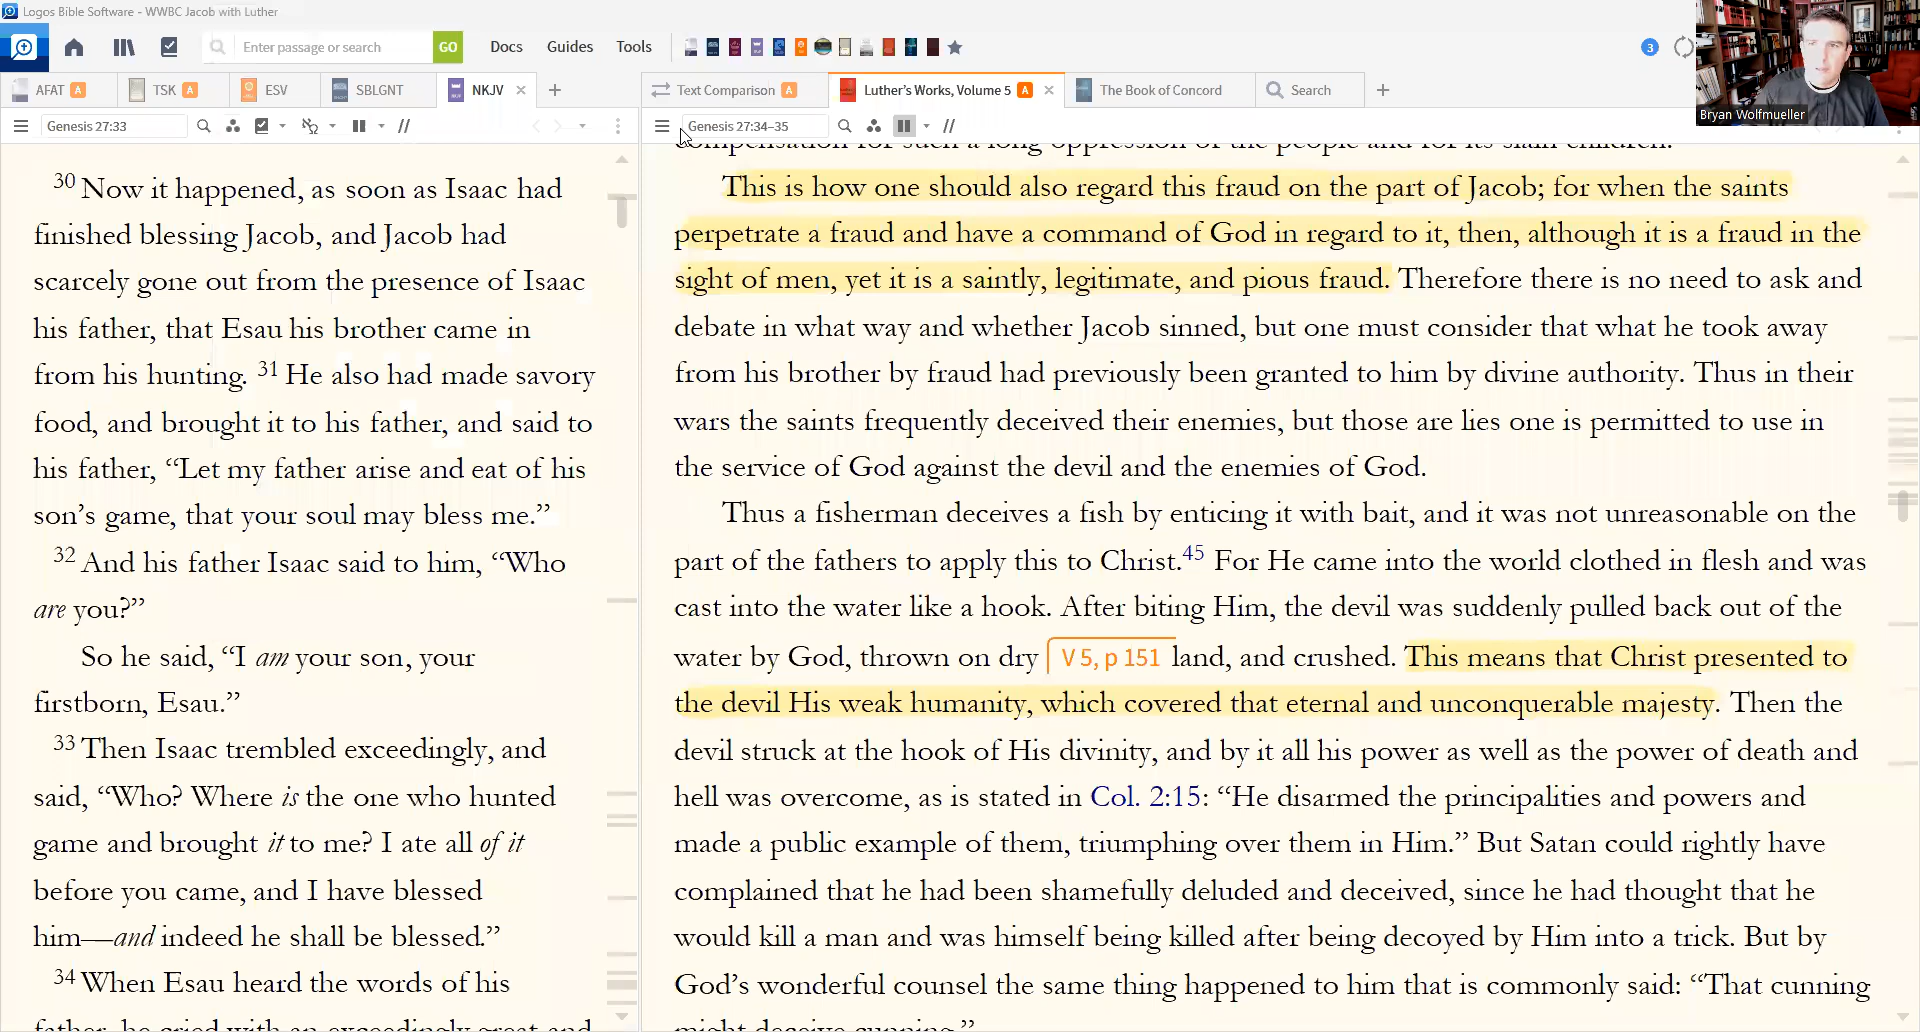 Logos Bible Software - WWBC Jacob with Luther
Enter passage or search
GO
Docs
Guides
Tools
3
Bryan Wolfmueller
AFAT A
TSK A
ESV
SBLGNT
NKJV
Text Comparison A
Luther's Works, Volume 5 A
The Book of Concord
Search
Genesis 27:33
Genesis 27:34–35
30 Now it happened, as soon as Isaac had
finished blessing Jacob, and Jacob had
scarcely gone out from the presence of Isaac
his father, that Esau his brother came in
from his hunting. 31 He also had made savory
food, and brought it to his father, and said to
his father, “Let my father arise and eat of his
son’s game, that your soul may bless me.”
32 And his father Isaac said to him, “Who
are you?”
So he said, “I am your son, your
firstborn, Esau.”
33 Then Isaac trembled exceedingly, and
said, “Who? Where is the one who hunted
game and brought it to me? I ate all of it
before you came, and I have blessed
him—and indeed he shall be blessed.”
34 When Esau heard the words of his
father, he cried with an exceedingly great and
compensation for such a long oppression of the people and for its slain children.
This is how one should also regard this fraud on the part of Jacob; for when the saints
perpetrate a fraud and have a command of God in regard to it, then, although it is a fraud in the
sight of men, yet it is a saintly, legitimate, and pious fraud. Therefore there is no need to ask and
debate in what way and whether Jacob sinned, but one must consider that what he took away
from his brother by fraud had previously been granted to him by divine authority. Thus in their
wars the saints frequently deceived their enemies, but those are lies one is permitted to use in
the service of God against the devil and the enemies of God.
Thus a fisherman deceives a fish by enticing it with bait, and it was not unreasonable on the
part of the fathers to apply this to Christ.45 For He came into the world clothed in flesh and was
cast into the water like a hook. After biting Him, the devil was suddenly pulled back out of the
water by God, thrown on dry V 5, p 151 land, and crushed. This means that Christ presented to
the devil His weak humanity, which covered that eternal and unconquerable majesty. Then the
devil struck at the hook of His divinity, and by it all his power as well as the power of death and
hell was overcome, as is stated in Col. 2:15: “He disarmed the principalities and powers and
made a public example of them, triumphing over them in Him.” But Satan could rightly have
complained that he had been shamefully deluded and deceived, since he had thought that he
would kill a man and was himself being killed after being decoyed by Him into a trick. But by
God’s wonderful counsel the same thing happened to him that is commonly said: “That cunning
might deceive cunning.”